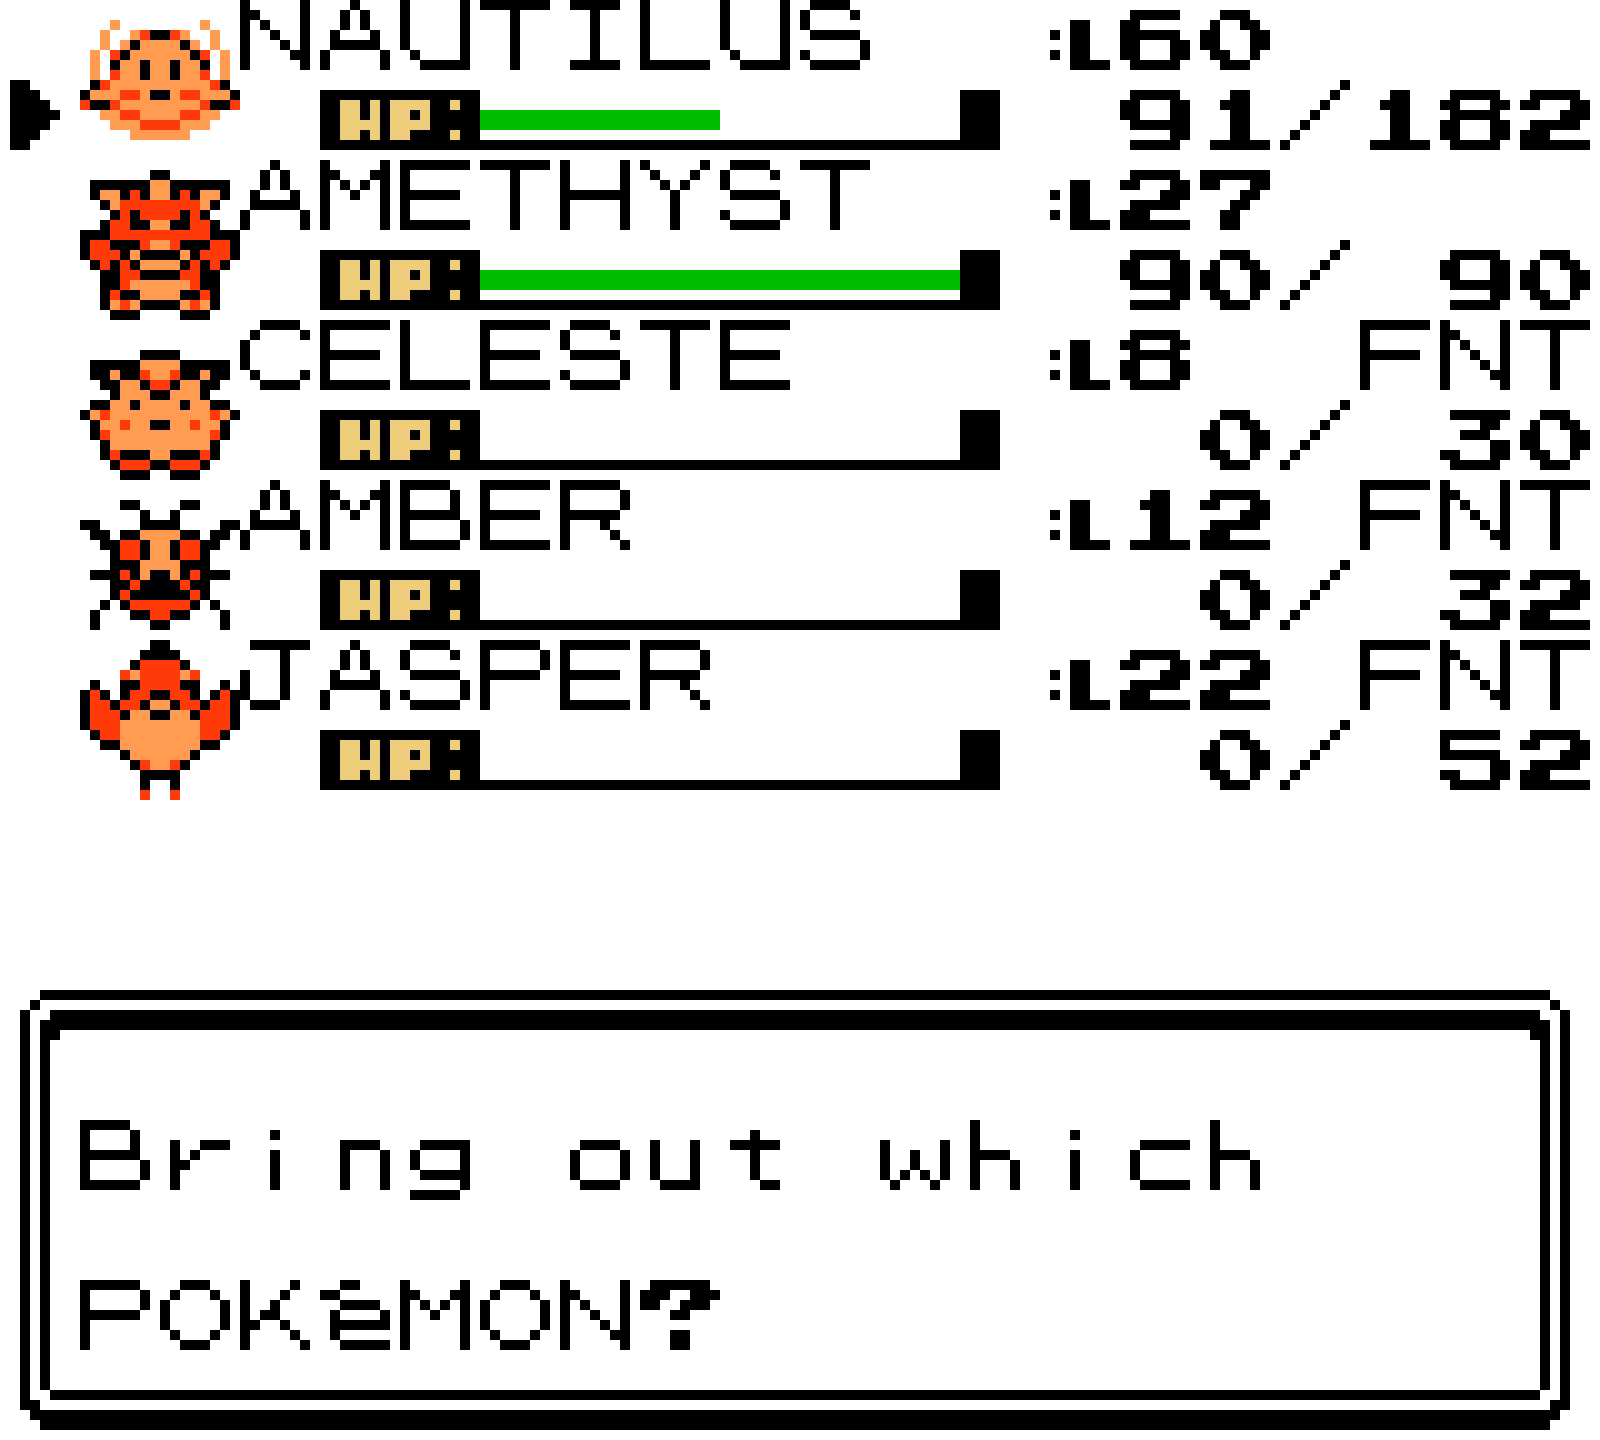 NAUTILUS :L60
HP: 91/182
AMETHYST :L27
HP: 90/ 90
CELESTE :L8 FNT
HP: 0/ 30
AMBER :L12 FNT
HP: 0/ 32
JASPER :L22 FNT
HP: 0/ 52
Bring out which
POKéMON?